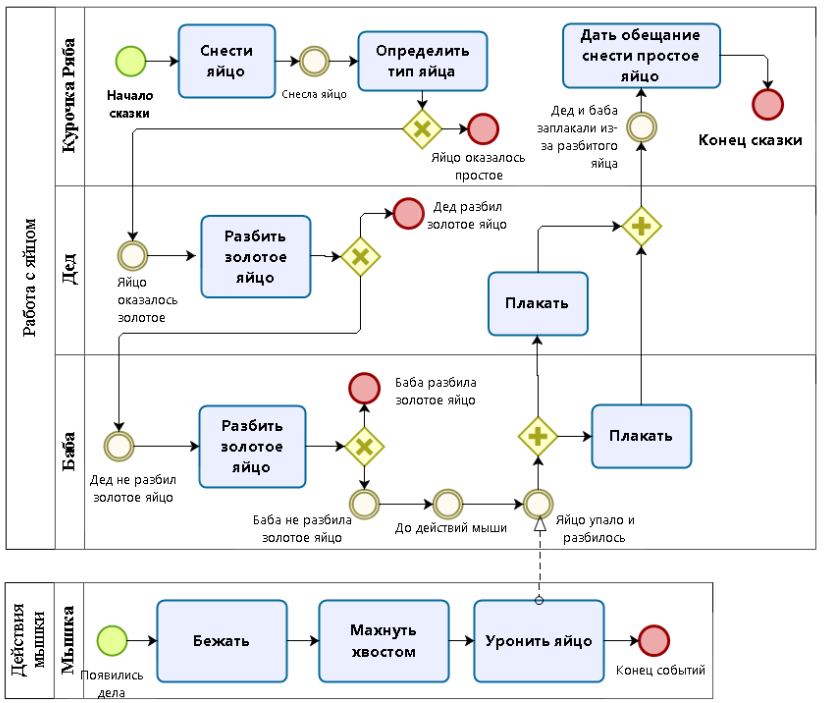 Работа с яйцом
Курочка Ряба
Начало
сказки
Снести
яйцо
Снесла яйцо
Определить
тип яйца
Яйцо оказалось
простое
Дать обещание
снести простое
яйцо
Дед и баба
заплакали из-
за разбитого
яйца
Конец сказки
Дед
Яйцо
оказалось
золотое
Разбить
золотое
яйцо
Дед разбил
золотое яйцо
Плакать
Баба
Дед не разбил
золотое яйцо
Разбить
золотое
яйцо
Баба разбила
золотое яйцо
Баба не разбила
золотое яйцо
До действий мыши
Яйцо упало и
разбилось
Плакать
Действия
мышки
Мышка
Появились
дела
Бежать
Махнуть
хвостом
Уронить яйцо
Конец событий